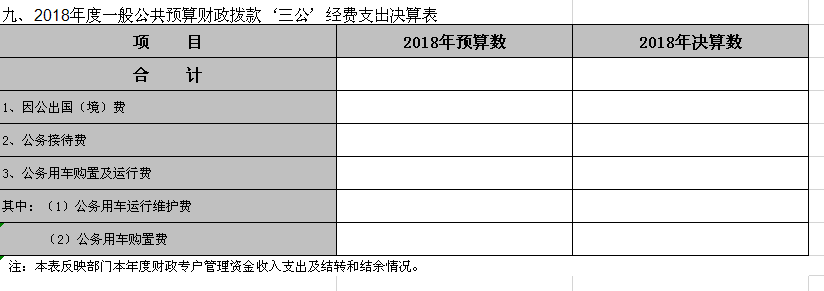 九、2018年度一般公共预算财政拨款‘三公’经费支出决算表
项 目 2018年预算数 2018年决算数
合 计
1、因公出国（境）费
2、公务接待费
3、公务用车购置及运行费
其中：（1）公务用车运行维护费
（2）公务用车购置费
注：本表反映部门本年度财政专户管理资金收入支出及结转和结余情况。